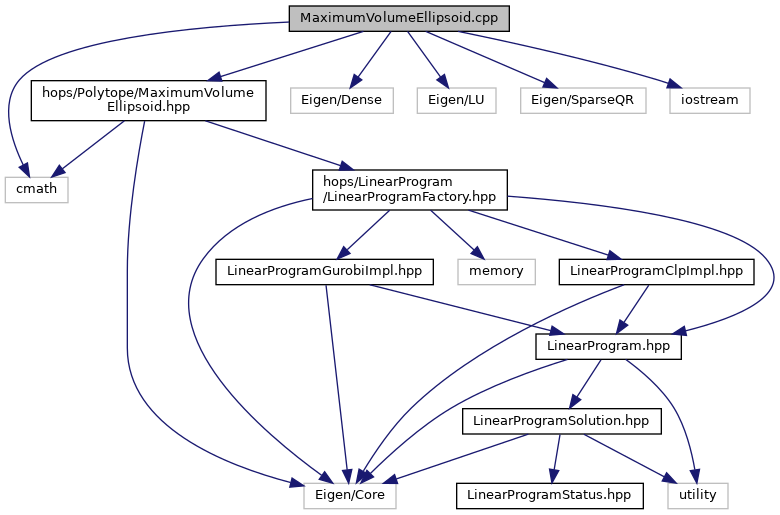 MaximumVolumeEllipsoid.cpp
hops/Polytope/MaximumVolume
Ellipsoid.hpp
Eigen/Dense
Eigen/LU
Eigen/SparseQR
iostream
cmath
hops/LinearProgram
/LinearProgramFactory.hpp
LinearProgramGurobiImpl.hpp
memory
LinearProgramClpImpl.hpp
LinearProgram.hpp
LinearProgramSolution.hpp
Eigen/Core
LinearProgramStatus.hpp
utility